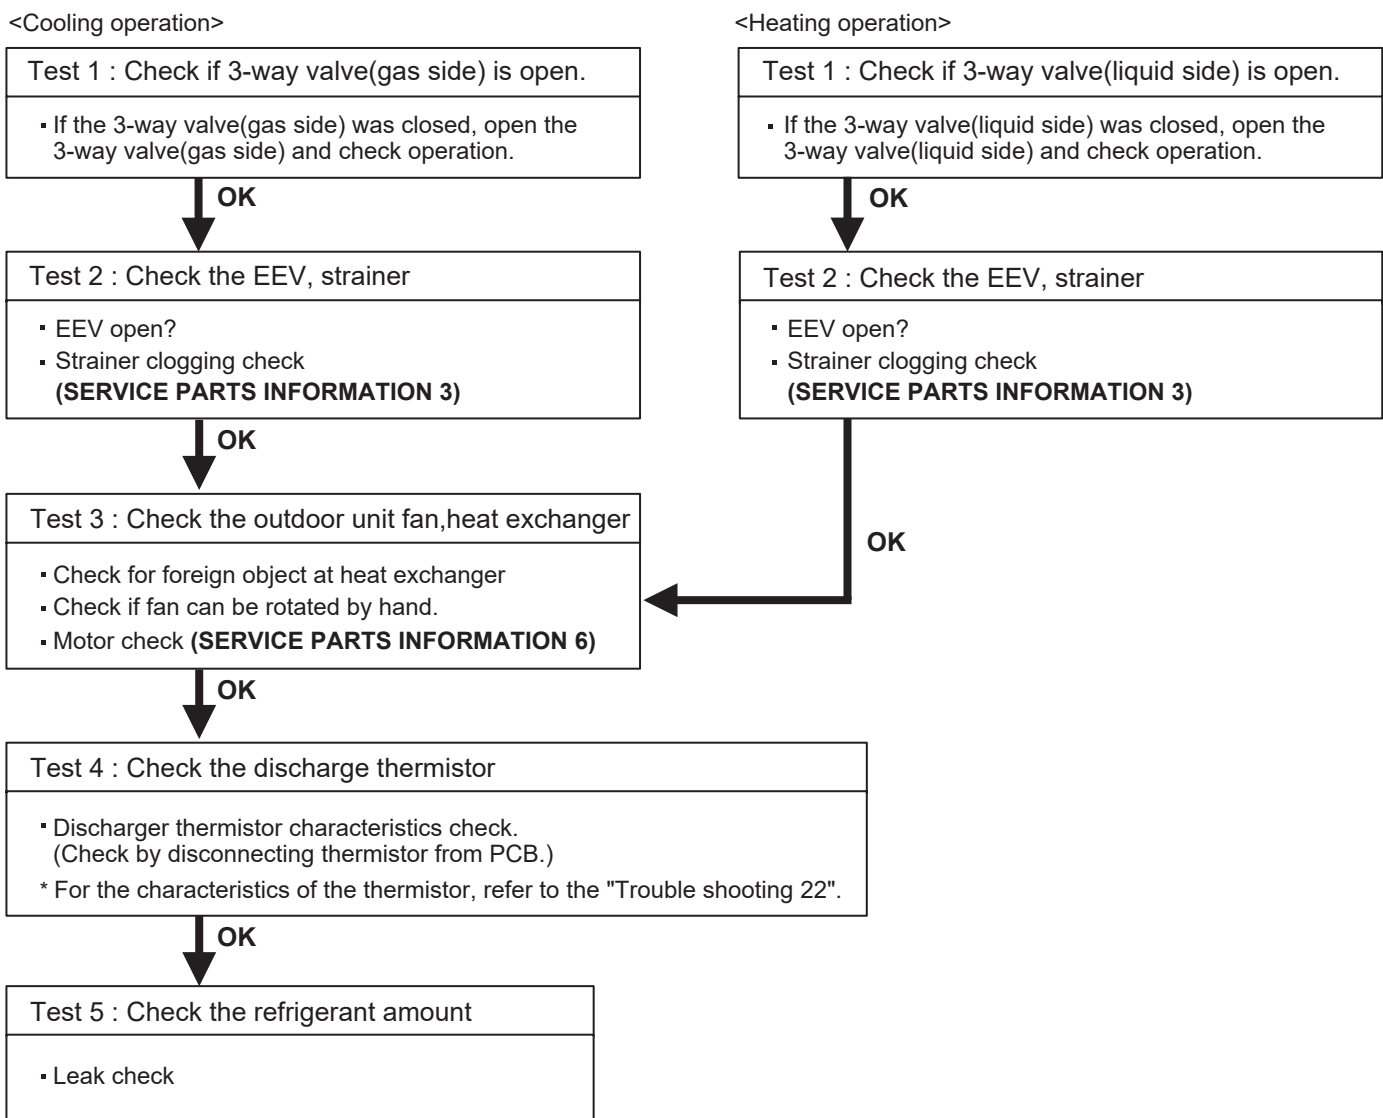 <Cooling operation>
Test 1 : Check if 3-way valve(gas side) is open.
▪ If the 3-way valve(gas side) was closed, open the
3-way valve(gas side) and check operation.
OK
Test 2 : Check the EEV, strainer
▪ EEV open?
▪ Strainer clogging check
(SERVICE PARTS INFORMATION 3)
OK
<Heating operation>
Test 1 : Check if 3-way valve(liquid side) is open.
▪ If the 3-way valve(liquid side) was closed, open the
3-way valve(liquid side) and check operation.
OK
Test 2 : Check the EEV, strainer
▪ EEV open?
▪ Strainer clogging check
(SERVICE PARTS INFORMATION 3)
OK
Test 3 : Check the outdoor unit fan,heat exchanger
▪ Check for foreign object at heat exchanger
▪ Check if fan can be rotated by hand.
▪ Motor check (SERVICE PARTS INFORMATION 6)
OK
Test 4 : Check the discharge thermistor
▪ Discharger thermistor characteristics check.
(Check by disconnecting thermistor from PCB.)
* For the characteristics of the thermistor, refer to the "Trouble shooting 22".
OK
Test 5 : Check the refrigerant amount
▪ Leak check